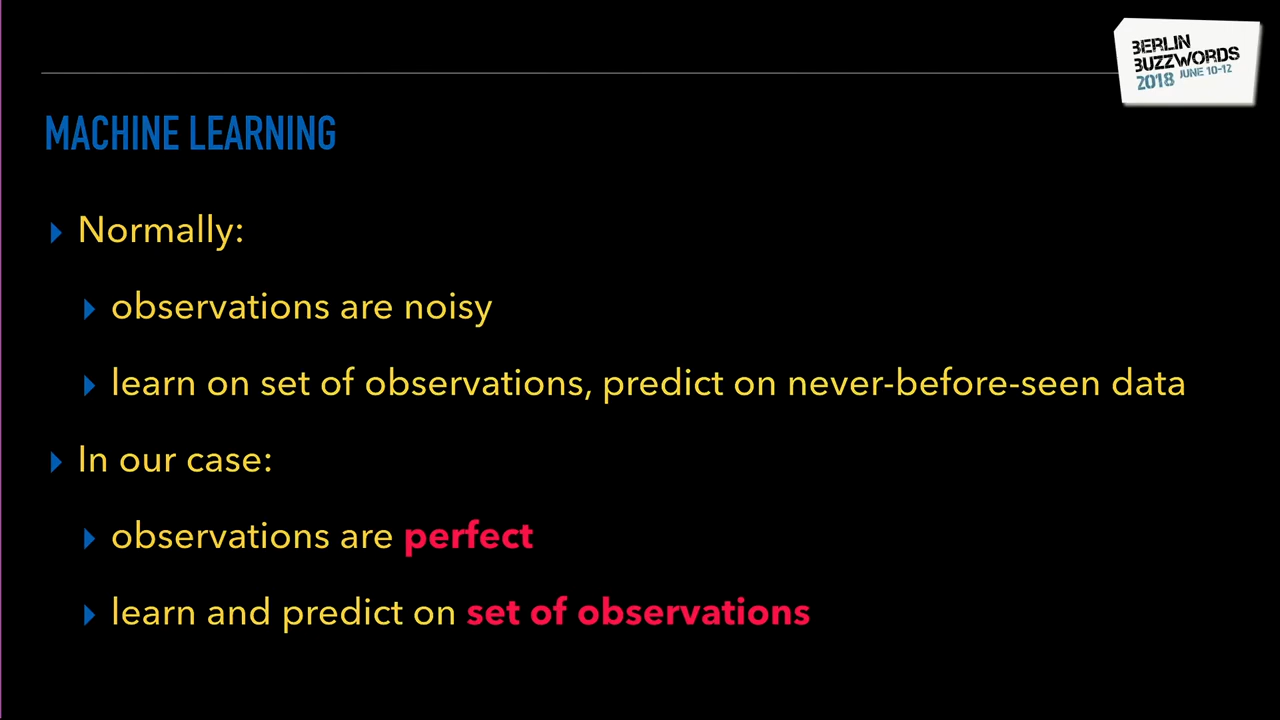 BERLIN
BUZZWORDS
2018 JUNE 10-12
MACHINE LEARNING
Normally:
observations are noisy
learn on set of observations, predict on never-before-seen data
In our case:
observations are perfect
learn and predict on set of observations